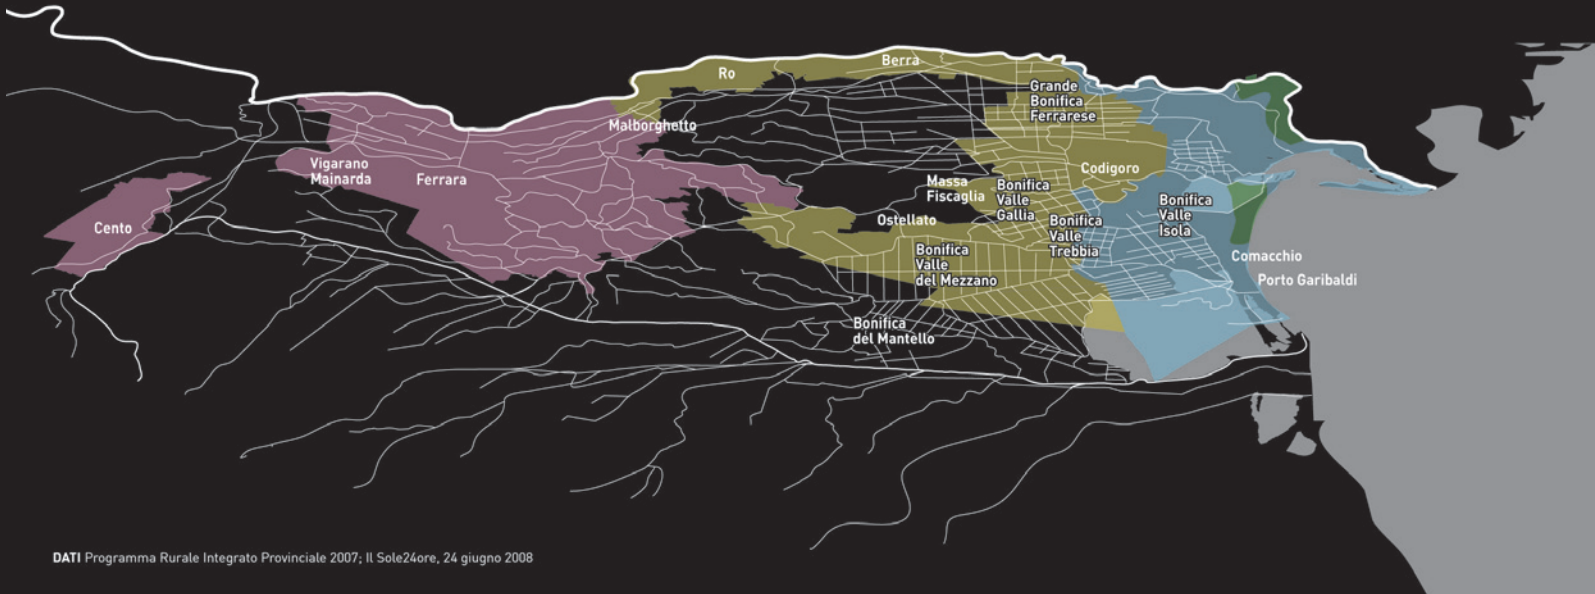 Ro
Berra
Grande
Bonifica
Ferrarese
Malborghetto
Vigarano
Mainarda
Ferrara
Codigoro
Massa
Fiscaglia
Bonifica
Valle
Gallia
Bonifica
Valle
Isola
Cento
Ostellato
Bonifica
Valle
Trebbia
Bonifica
Valle
del Mezzano
Comacchio
Porto Garibaldi
Bonifica
del Mantello
DATI Programma Rurale Integrato Provinciale 2007; Il Sole24ore, 24 giugno 2008